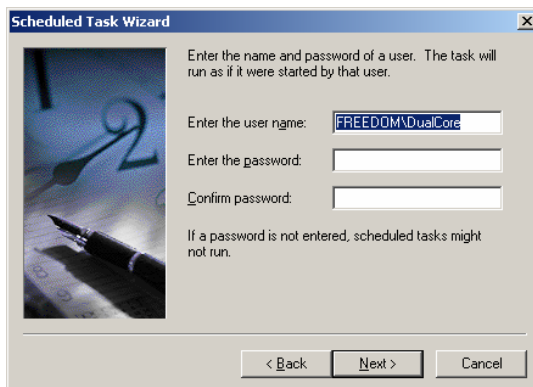 Scheduled Task Wizard
Enter the name and password of a user. The task will
run as if it were started by that user.
Enter the user name: FREEDOM\DualCore
Enter the password:
Confirm password:
If a password is not entered, scheduled tasks might
not run.
< Back Next > Cancel